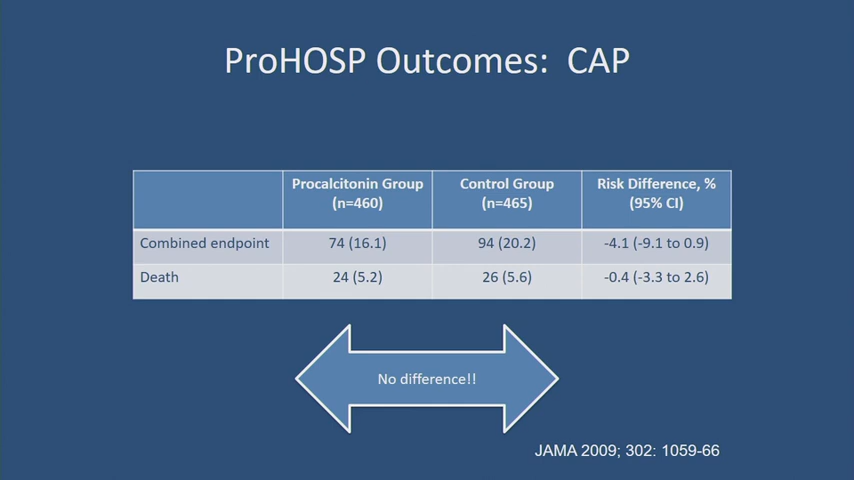 ProHOSP Outcomes: CAP
Procalcitonin Group Control Group Risk Difference, %
(n=460) (n=465) (95% CI)
Combined endpoint 74 (16.1) 94 (20.2) -4.1 (-9.1 to 0.9)
Death 24 (5.2) 26 (5.6) -0.4 (-3.3 to 2.6)
No difference!!
JAMA 2009; 302: 1059-66